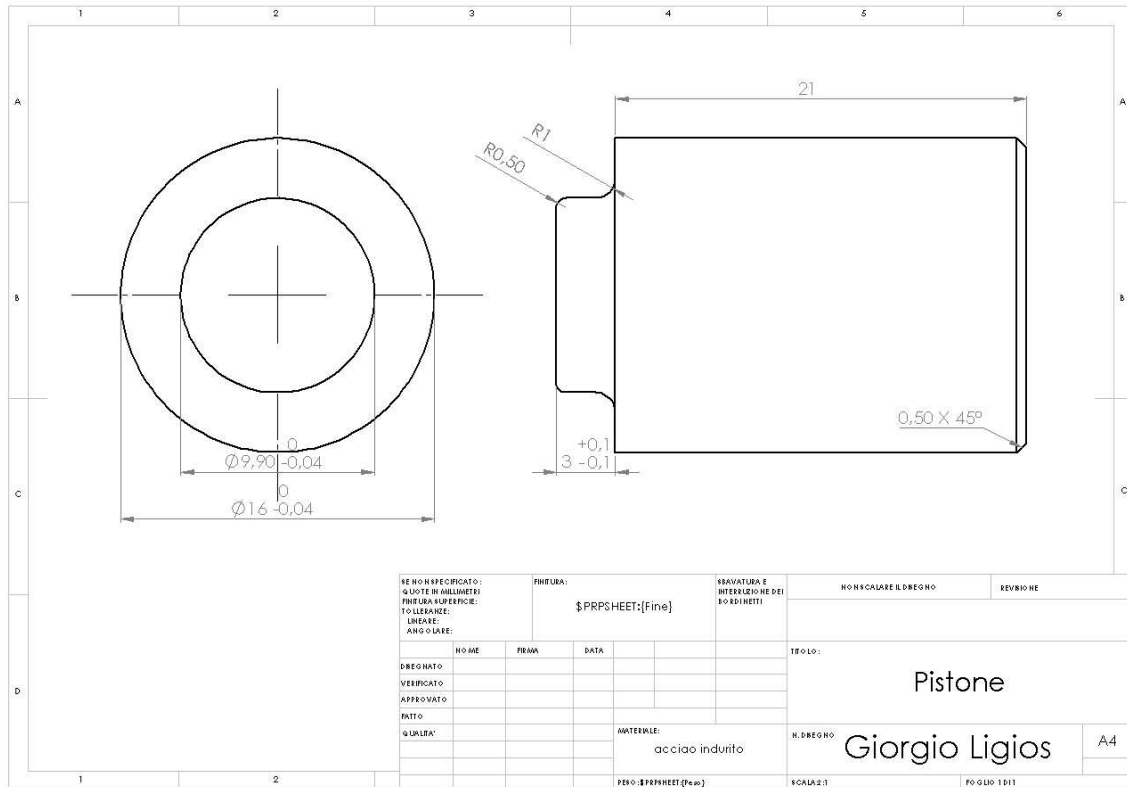 1 2 3 4 5 6
A A
21
R1
R0,50
B B
0,50 X 45°
0
Ø9,90 -0,04
+0,1
3 -0,1
C C
0
Ø16 -0,04
SE NON SPECIFICATO:
QUOTE IN MILLIMETRI
FINITURA SUPERFICIE:
TOLLERANZE:
LINEARE:
ANGOLARE:
FINITURA:
$PRPSHEET:{Fine}
SBAVATURA E
INTERRUZIONE DEI
BORDI NETTI
NON SCALARE IL DISEGNO
REVISIONE
NOME FIRMA DATA
DISEGNATO
VERIFICATO
APPROVATO
FATTO
QUALITA'
TITOLO:
Pistone
D
MATERIALE:
acciao indurito
N. DISEGNO
Giorgio Ligios
A4
PESO: $PRPSHEET:{Peso}
SCALA:2:1
FOGLIO 1 DI 1
1 2